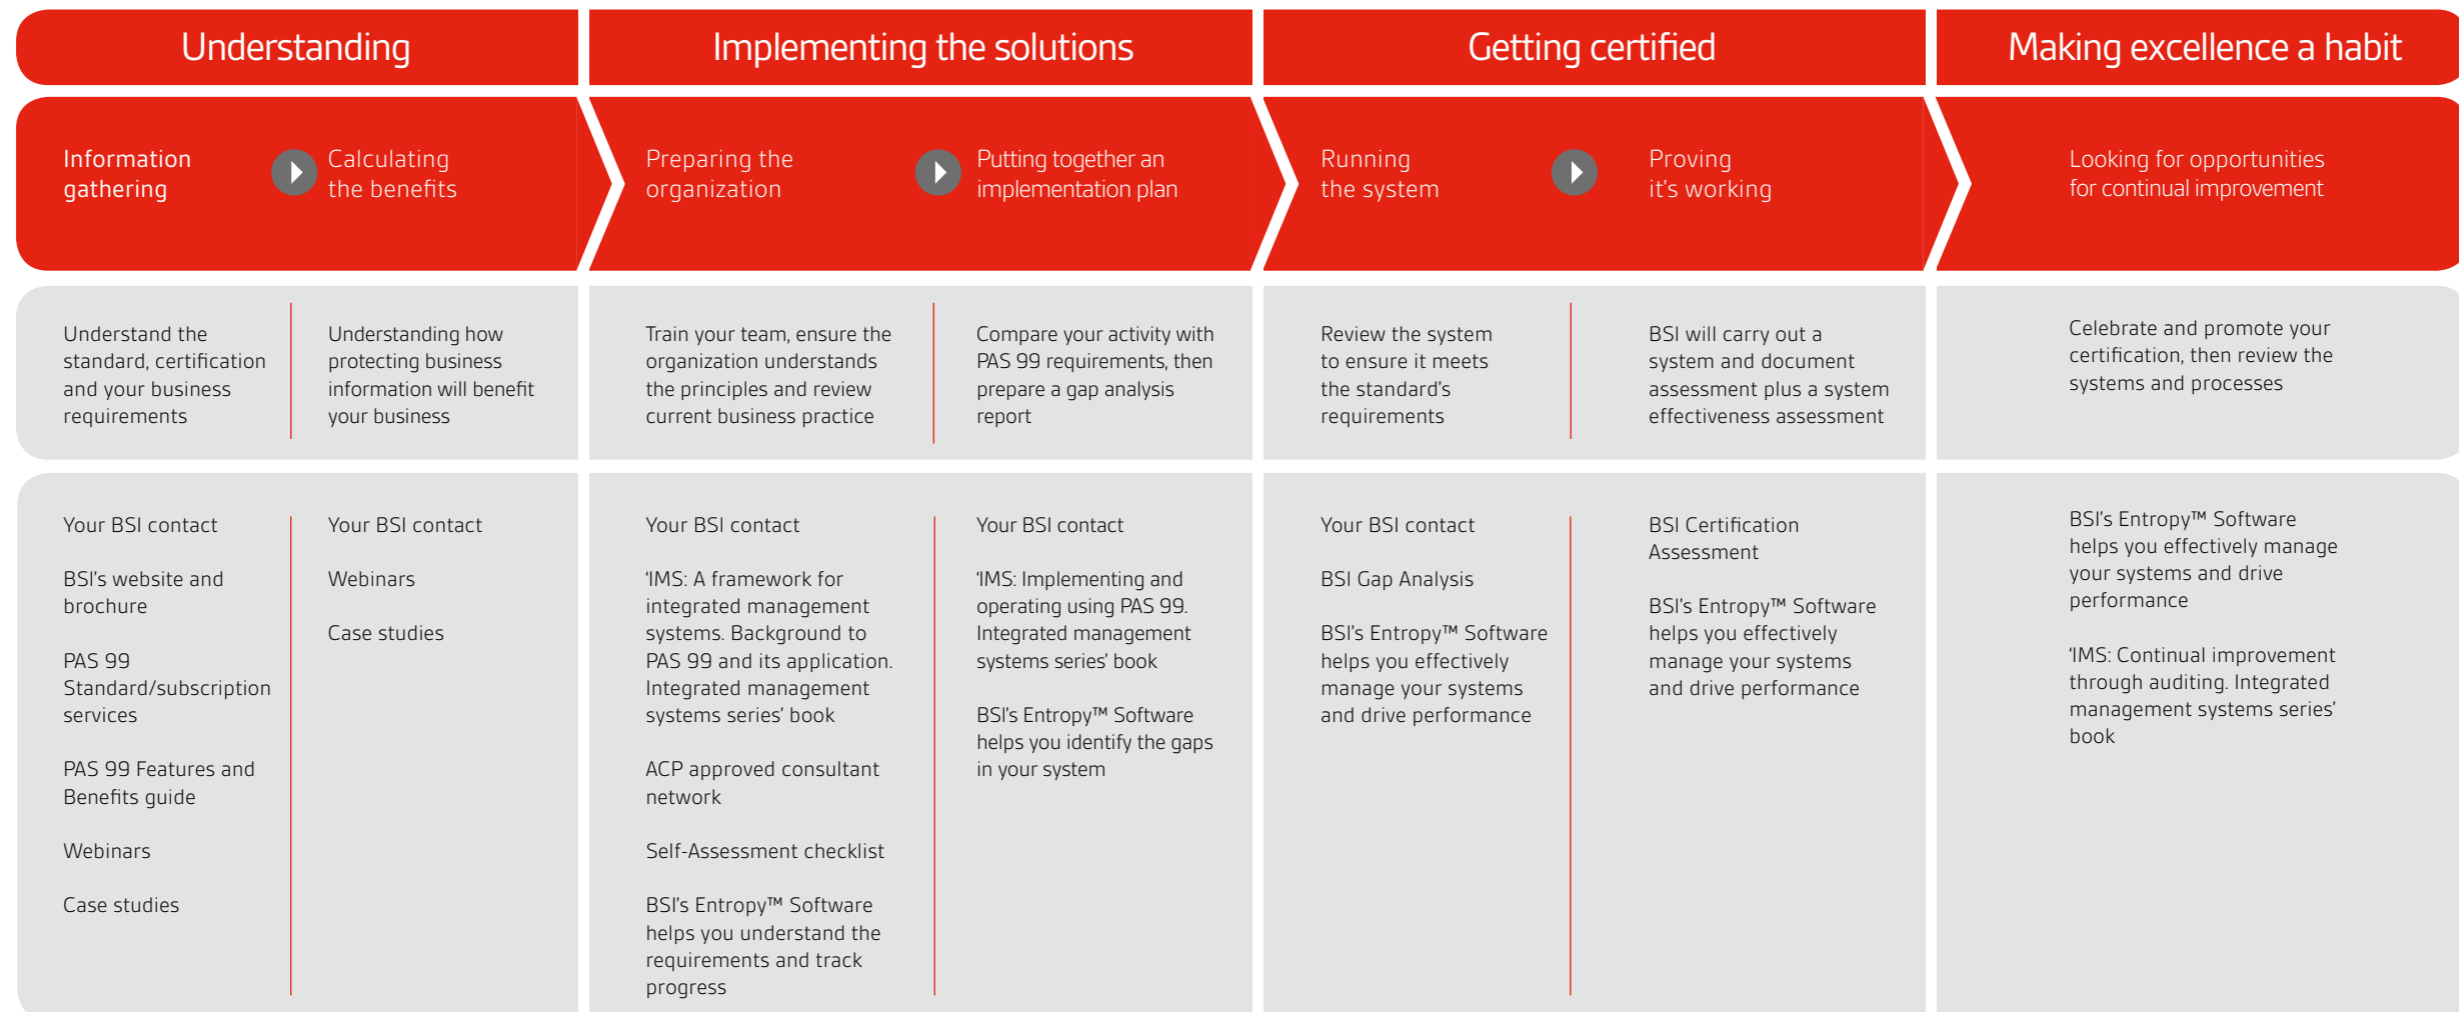 Understanding
Implementing the solutions
Getting certified
Making excellence a habit
Information
gathering
Calculating
the benefits
Preparing the
organization
Putting together an
implementation plan
Running
the system
Proving
it's working
Looking for opportunities
for continual improvement
Understand the
standard, certification
and your business
requirements
Understanding how
protecting business
information will benefit
your business
Train your team, ensure the
organization understands
the principles and review
current business practice
Compare your activity with
PAS 99 requirements, then
prepare a gap analysis
report
Review the system
to ensure it meets
the standard's
requirements
BSI will carry out a
system and document
assessment plus a system
effectiveness assessment
Celebrate and promote your
certification, then review the
systems and processes
Your BSI contact
BSI's website and
brochure
PAS 99
Standard/subscription
services
PAS 99 Features and
Benefits guide
Webinars
Case studies
Your BSI contact
Webinars
Case studies
Your BSI contact
'IMS: A framework for
integrated management
systems. Background to
PAS 99 and its application.
Integrated management
systems series' book
ACP approved consultant
network
Self-Assessment checklist
BSI's Entropy™ Software
helps you understand the
requirements and track
progress
Your BSI contact
'IMS: Implementing and
operating using PAS 99.
Integrated management
systems series' book
BSI's Entropy™ Software
helps you identify the gaps
in your system
Your BSI contact
BSI Gap Analysis
BSI's Entropy™ Software
helps you effectively
manage your systems
and drive performance
BSI Certification
Assessment
BSI's Entropy™ Software
helps you effectively
manage your systems
and drive performance
BSI's Entropy™ Software
helps you effectively manage
your systems and drive
performance
'IMS: Continual improvement
through auditing. Integrated
management systems series'
book